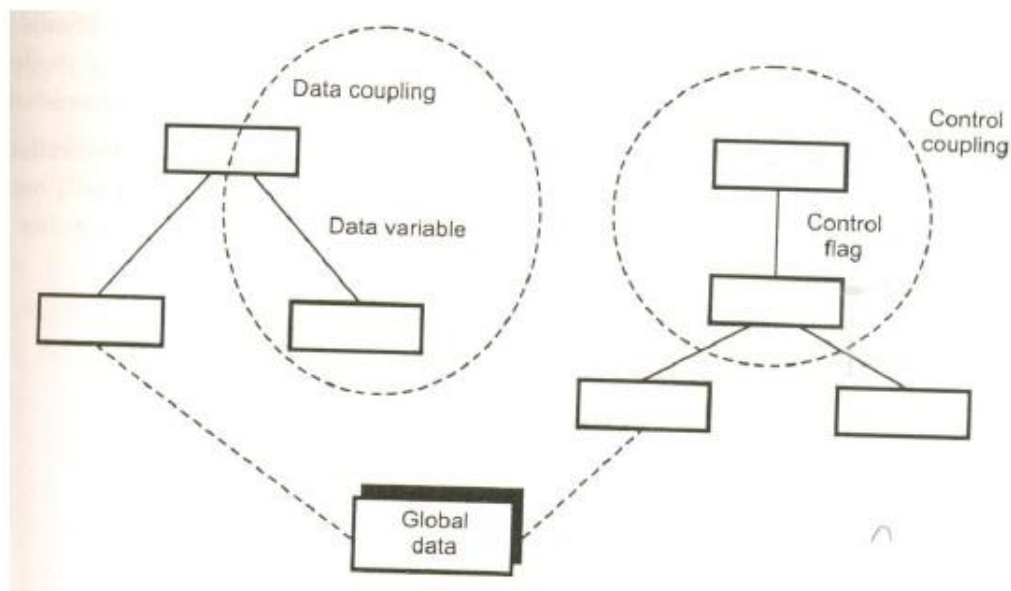 Data coupling
Control
coupling
Data variable
Control
flag
Global
data